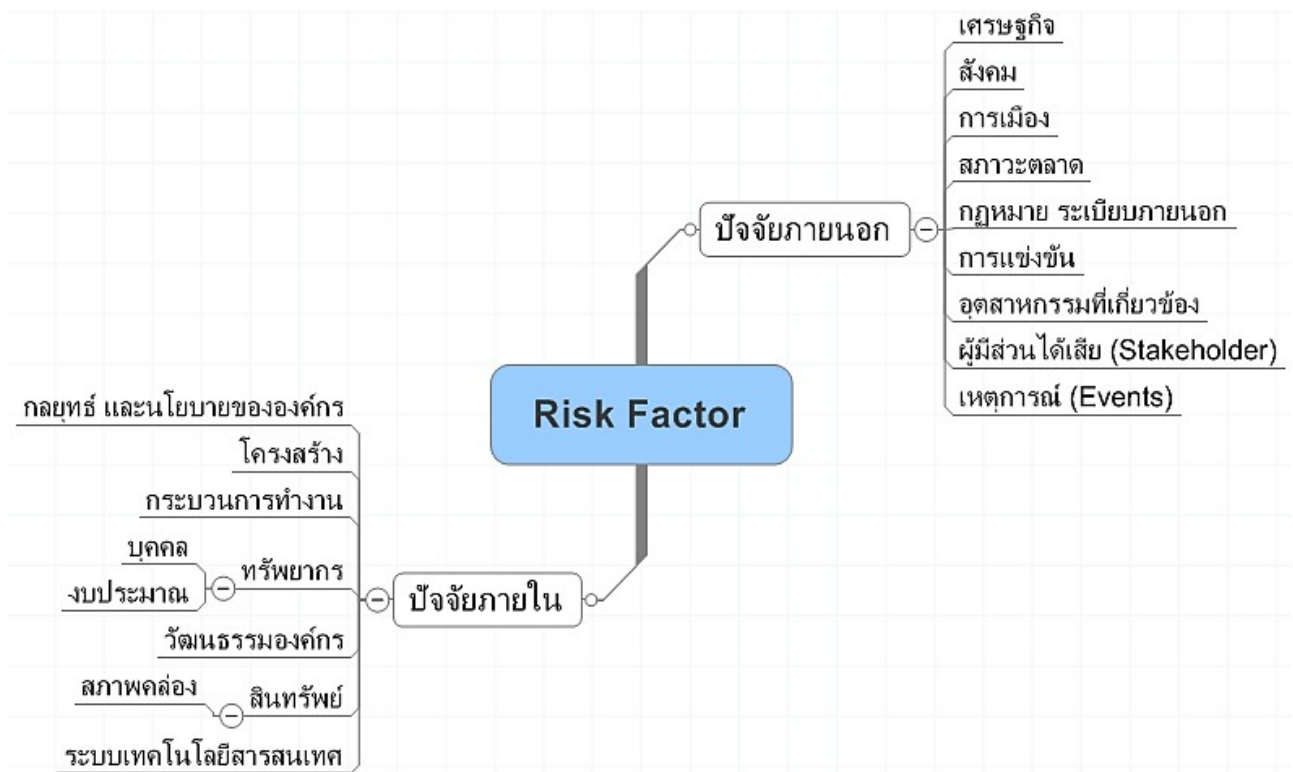 เศรษฐกิจ
สังคม
การเมือง
สภาวะตลาด
ปัจจัยภายนอก
กฏหมาย ระเบียบภายนอก
การแข่งขัน
อุตสาหกรรมที่เกี่ยวข้อง
ผู้มีส่วนได้เสีย (Stakeholder)
เหตุการณ์ (Events)
Risk Factor
กลยุทธ์ และนโยบายขององค์กร
โครงสร้าง
กระบวนการทำงาน
บุคคล
งบประมาณ
ทรัพยากร
ปัจจัยภายใน
วัฒนธรรมองค์กร
สภาพคล่อง
สินทรัพย์
ระบบเทคโนโลยีสารสนเทศ